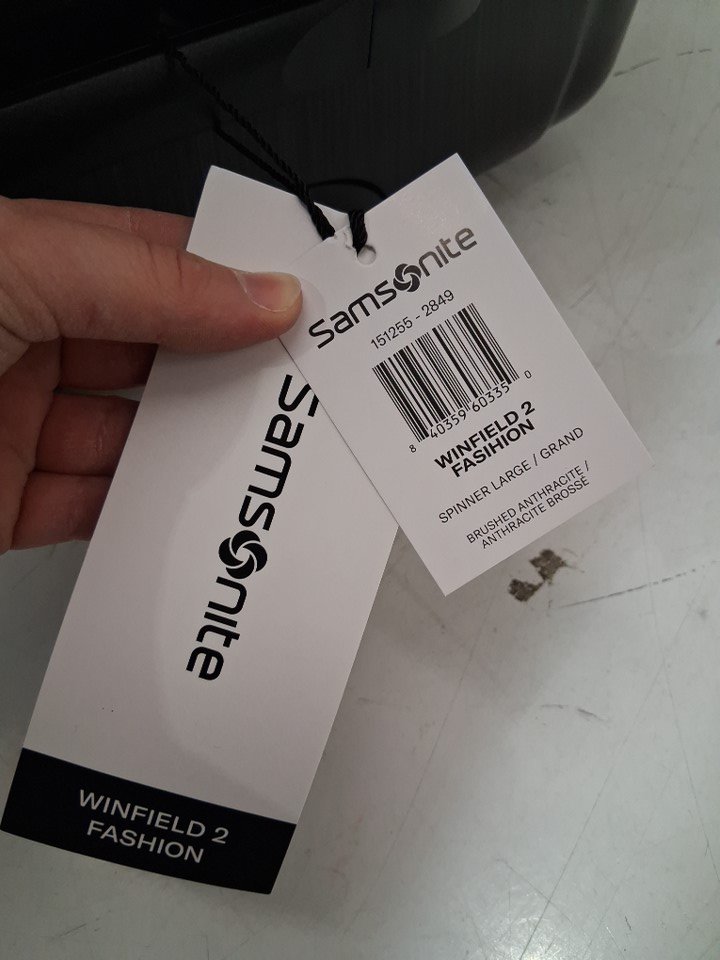 Samsonite
151255 - 2849
8 40359 60335 0
WINFIELD 2
FASIHION
SPINNER LARGE / GRAND
BRUSHED ANTHRACITE /
ANTHRACITE BROSSÉ
Samsonite
WINFIELD 2
FASHION